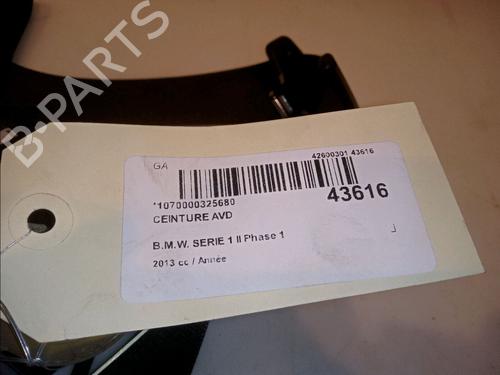 B-PARTS
GA
42600301 43616
*1070000325680
43616
CEINTURE AVD
B.M.W. SERIE 1 II Phase 1
2013 cc / Année